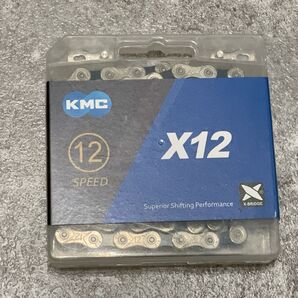 KMC
12
SPEED
X12
Superior Shifting Performance
X-BRIDGE